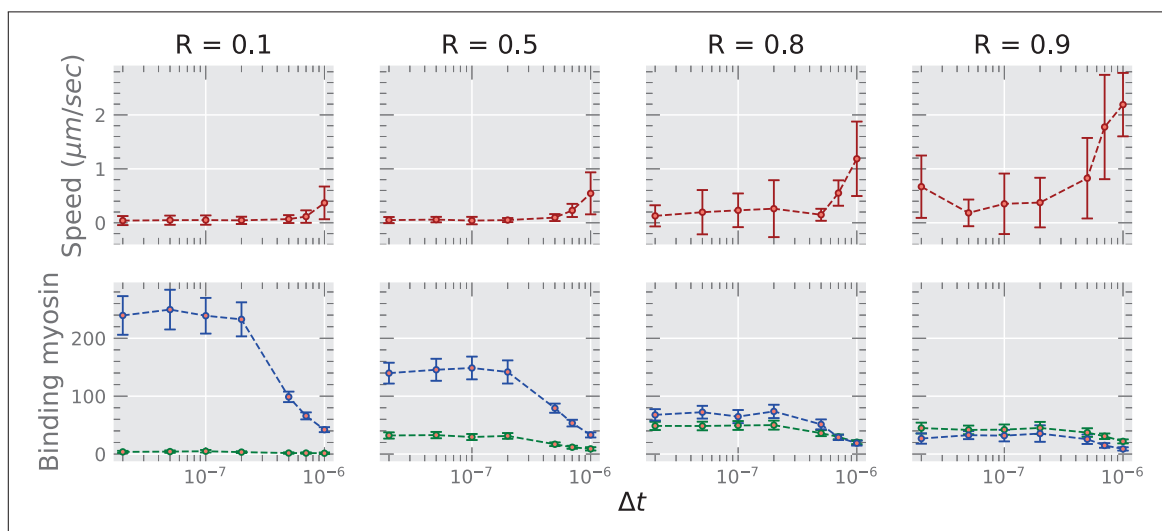 R = 0.1 R = 0.5 R = 0.8 R = 0.9
Speed (μm/sec)
2
1
0
Binding myosin
200
100
0
10⁻⁷ 10⁻⁶ 10⁻⁷ 10⁻⁶ 10⁻⁷ 10⁻⁶ 10⁻⁷ 10⁻⁶
Δt